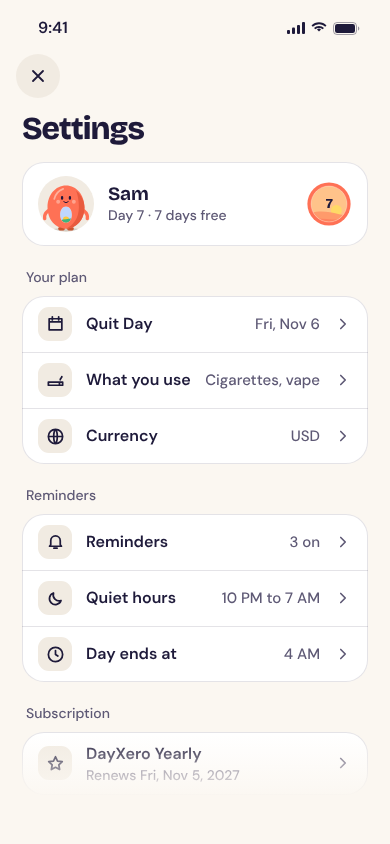 9:41
Settings
Sam
Day 7 · 7 days free
7
Your plan
Quit Day
Fri, Nov 6
What you use
Cigarettes, vape
Currency
USD
Reminders
Reminders
3 on
Quiet hours
10 PM to 7 AM
Day ends at
4 AM
Subscription
DayXero Yearly
Renews Fri, Nov 5, 2027